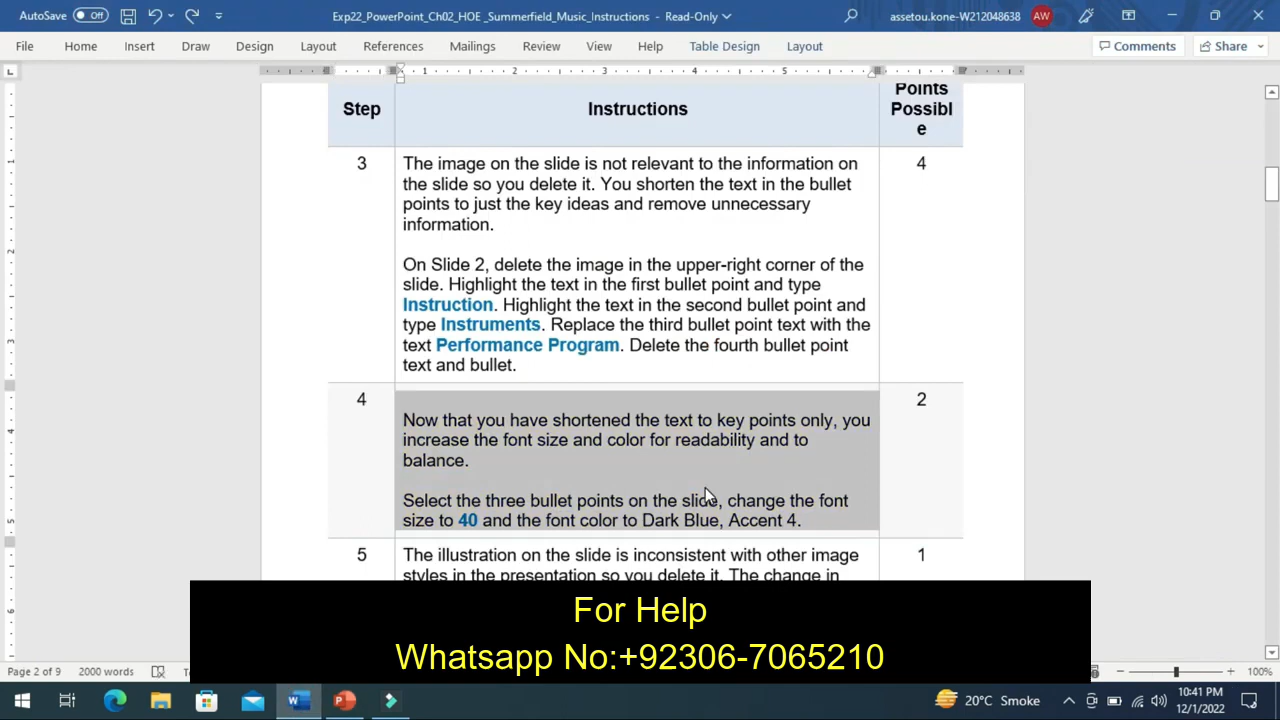 AutoSave Off Exp22_PowerPoint_Ch02_HOE _Summerfield_Music_Instructions - Read-Only assetou.kone-W212048638 AW
File Home Insert Draw Design Layout References Mailings Review View Help Table Design Layout Comments Share
1 2 3 4 5
Step Instructions Points Possibl e
3 The image on the slide is not relevant to the information on 4
the slide so you delete it. You shorten the text in the bullet
points to just the key ideas and remove unnecessary
information.
On Slide 2, delete the image in the upper-right corner of the
slide. Highlight the text in the first bullet point and type
Instruction. Highlight the text in the second bullet point and
type Instruments. Replace the third bullet point text with the
text Performance Program. Delete the fourth bullet point
text and bullet.
4 2
Now that you have shortened the text to key points only, you
increase the font size and color for readability and to
balance.
Select the three bullet points on the slide, change the font
size to 40 and the font color to Dark Blue, Accent 4.
5 The illustration on the slide is inconsistent with other image 1
styles in the presentation so you delete it. The change in
For Help
Whatsapp No:+92306-7065210
Page 2 of 9 2000 words 100%
20°C Smoke 10:41 PM
12/1/2022